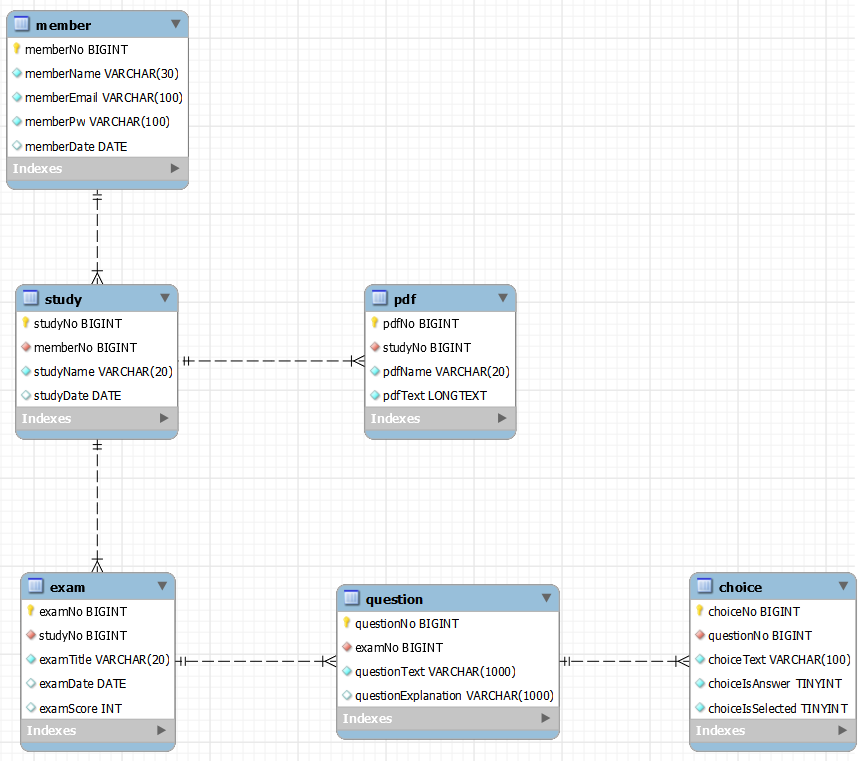 member
memberNo BIGINT
memberName VARCHAR(30)
memberEmail VARCHAR(100)
memberPw VARCHAR(100)
memberDate DATE
Indexes
study
studyNo BIGINT
memberNo BIGINT
studyName VARCHAR(20)
studyDate DATE
Indexes
pdf
pdfNo BIGINT
studyNo BIGINT
pdfName VARCHAR(20)
pdfText LONGTEXT
Indexes
exam
examNo BIGINT
studyNo BIGINT
examTitle VARCHAR(20)
examDate DATE
examScore INT
Indexes
question
questionNo BIGINT
examNo BIGINT
questionText VARCHAR(1000)
questionExplanation VARCHAR(1000)
Indexes
choice
choiceNo BIGINT
questionNo BIGINT
choiceText VARCHAR(100)
choiceIsAnswer TINYINT
choiceIsSelected TINYINT
Indexes